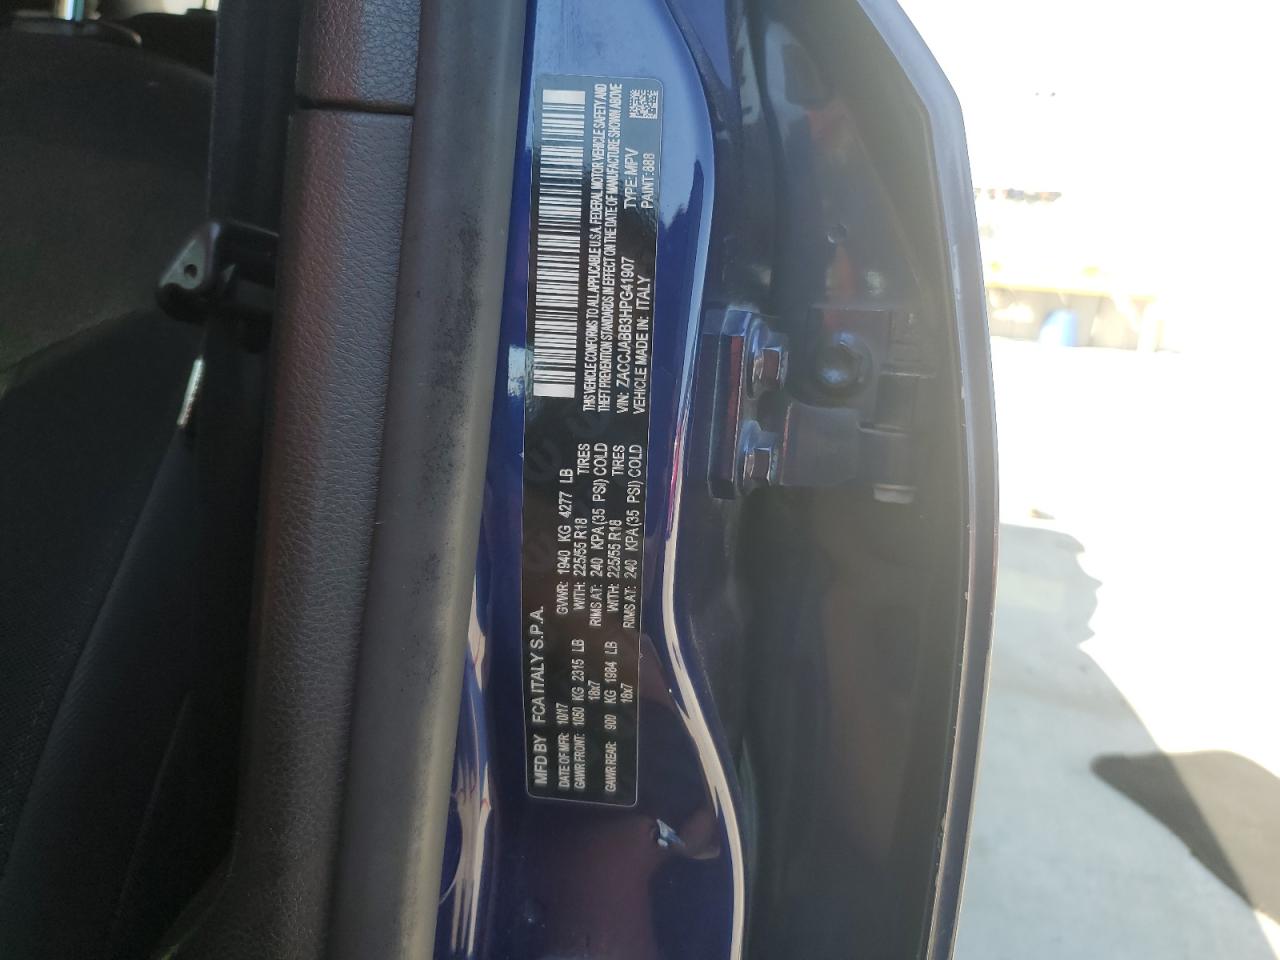 MFD BY FCA ITALY S.P.A.
DATE OF MFR: 10/17 GVWR: 1940 KG 4277 LB
GAWR FRONT: 1050 KG 2315 LB WITH: 225/55 R18 TIRES
18x7 RIMS AT: 240 KPA (35 PSI) COLD
GAWR REAR: 900 KG 1984 LB WITH: 225/55 R18 TIRES
18x7 RIMS AT: 240 KPA (35 PSI) COLD
THIS VEHICLE CONFORMS TO ALL APPLICABLE U.S.A. FEDERAL MOTOR VEHICLE SAFETY AND
THEFT PREVENTION STANDARDS IN EFFECT ON THE DATE OF MANUFACTURE SHOWN ABOVE
VIN: ZACCJABB3HPG41907 TYPE: MPV
VEHICLE MADE IN: ITALY PAINT: 888